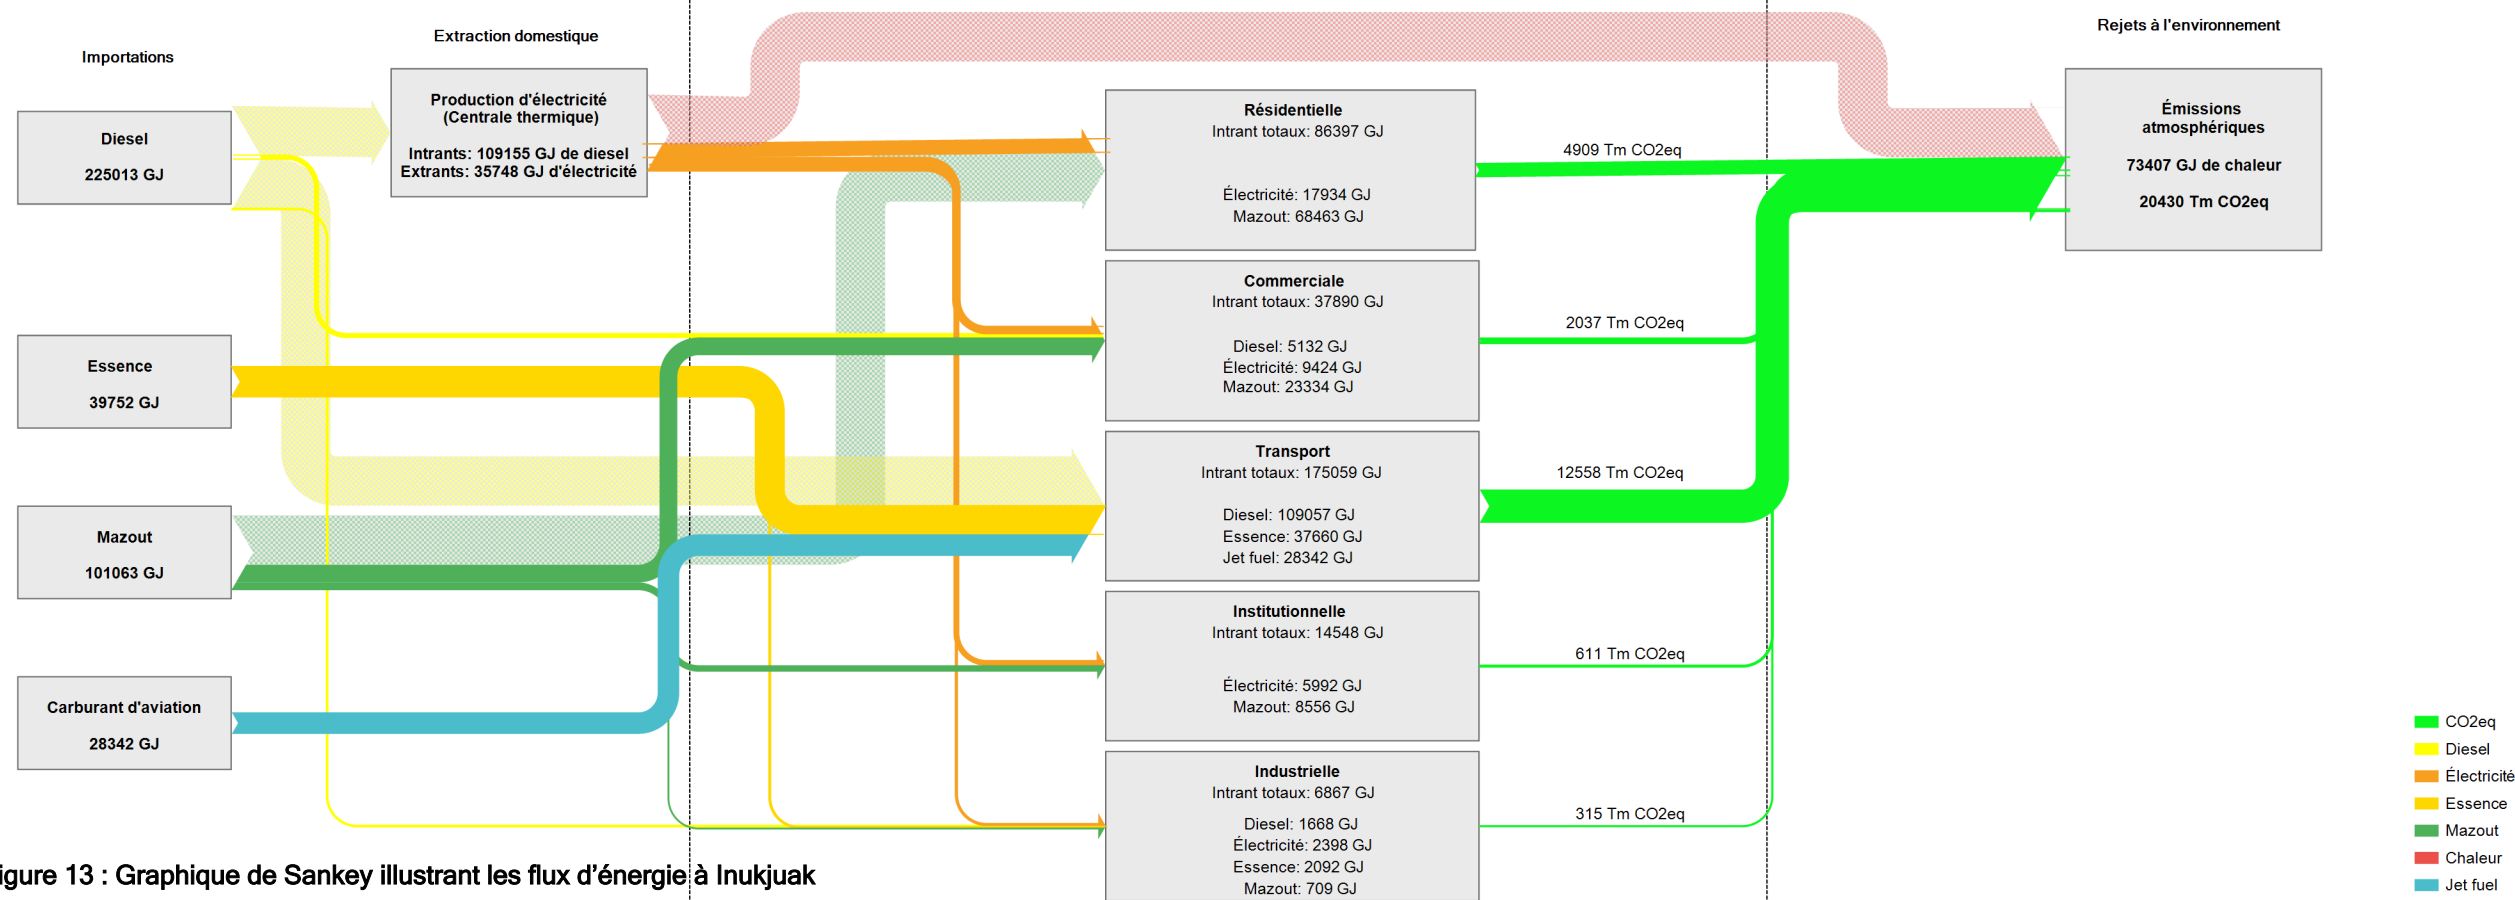 Importations
Diesel
225013 GJ
Essence
39752 GJ
Mazout
101063 GJ
Carburant d'aviation
28342 GJ
Extraction domestique
Production d'électricité
(Centrale thermique)
Intrants: 109155 GJ de diesel
Extrants: 35748 GJ d'électricité
Résidentielle
Intrant totaux: 86397 GJ
Électricité: 17934 GJ
Mazout: 68463 GJ
Commerciale
Intrant totaux: 37890 GJ
Diesel: 5132 GJ
Électricité: 9424 GJ
Mazout: 23334 GJ
Transport
Intrant totaux: 175059 GJ
Diesel: 109057 GJ
Essence: 37660 GJ
Jet fuel: 28342 GJ
Institutionnelle
Intrant totaux: 14548 GJ
Électricité: 5992 GJ
Mazout: 8556 GJ
Industrielle
Intrant totaux: 6867 GJ
Diesel: 1668 GJ
Électricité: 2398 GJ
Essence: 2092 GJ
Mazout: 709 GJ
4909 Tm CO2eq
2037 Tm CO2eq
12558 Tm CO2eq
611 Tm CO2eq
315 Tm CO2eq
Rejets à l'environnement
Émissions
atmosphériques
73407 GJ de chaleur
20430 Tm CO2eq
CO2eq
Diesel
Électricité
Essence
Mazout
Chaleur
Jet fuel
igure 13 : Graphique de Sankey illustrant les flux d'énergie à Inukjuak